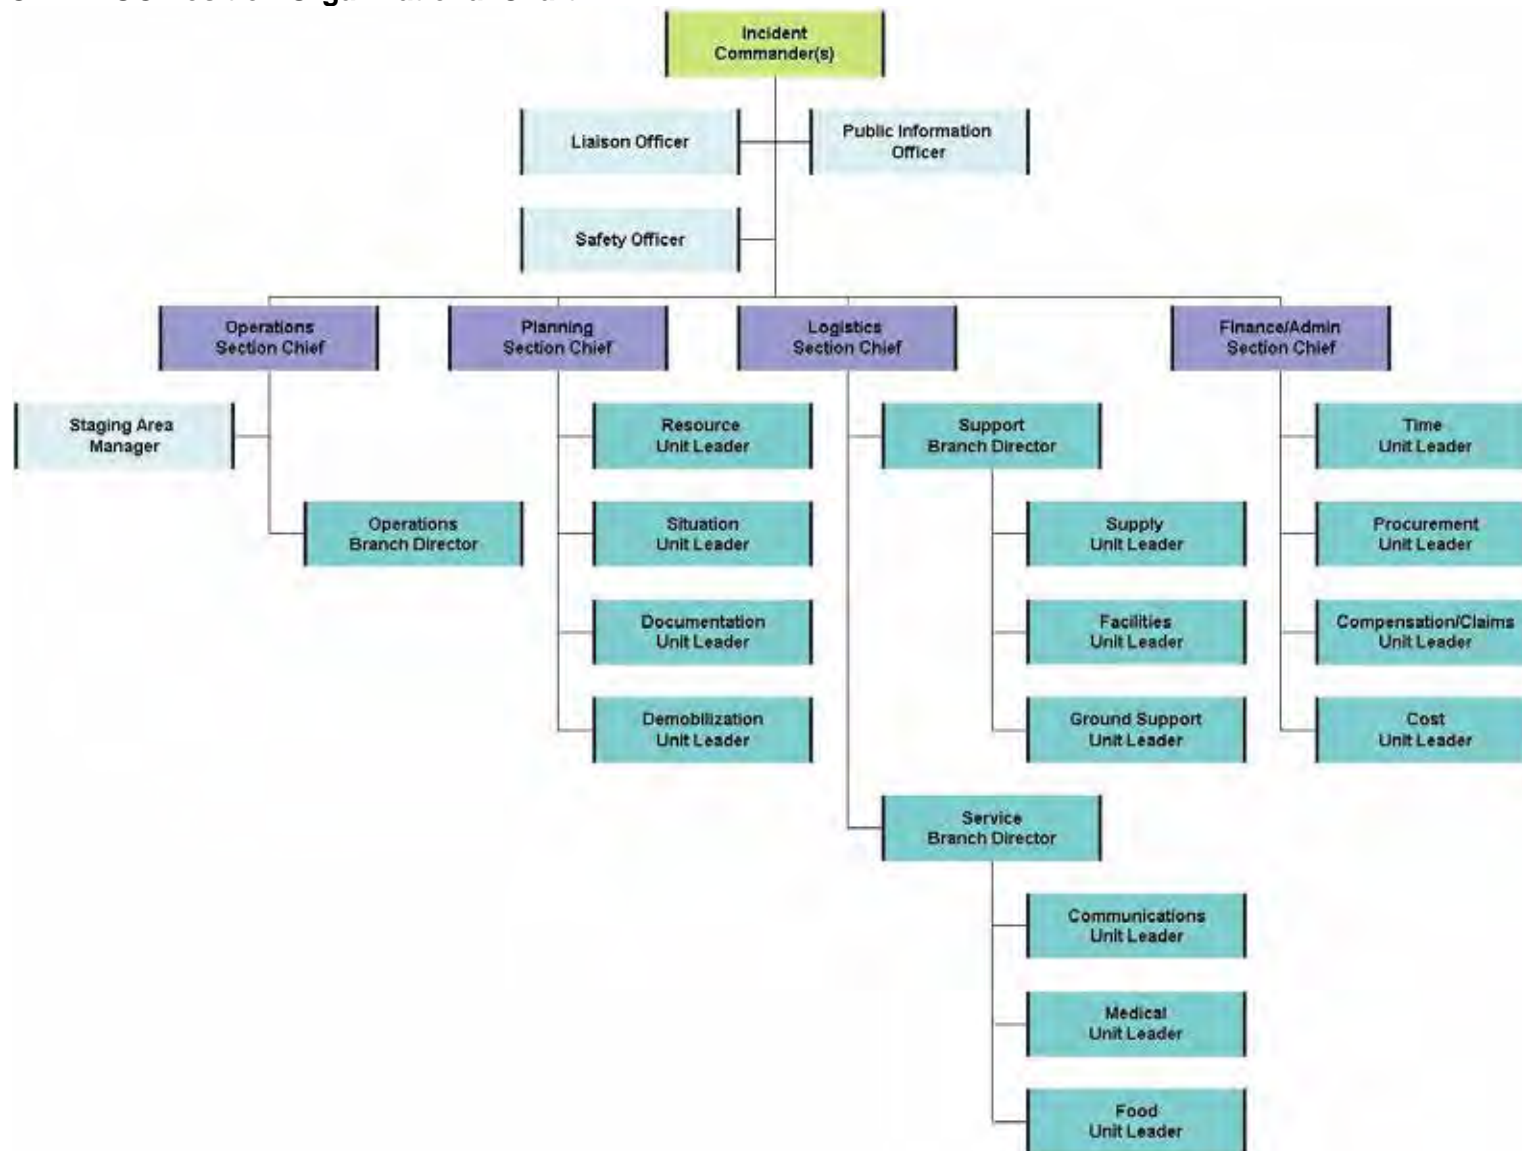 Incident
Commander(s)
Liaison Officer
Public Information
Officer
Safety Officer
Operations
Section Chief
Planning
Section Chief
Logistics
Section Chief
Finance/Admin
Section Chief
Staging Area
Manager
Resource
Unit Leader
Support
Branch Director
Time
Unit Leader
Operations
Branch Director
Situation
Unit Leader
Supply
Unit Leader
Procurement
Unit Leader
Documentation
Unit Leader
Facilities
Unit Leader
Compensation/Claims
Unit Leader
Demobilization
Unit Leader
Ground Support
Unit Leader
Cost
Unit Leader
Service
Branch Director
Communications
Unit Leader
Medical
Unit Leader
Food
Unit Leader